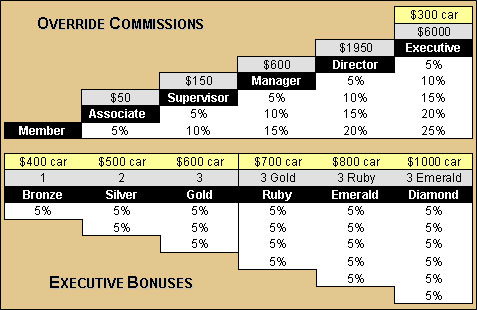 OVERRIDE COMMISSIONS
$300 car
$6000
$1950 Executive
$600 Director 5%
$150 Manager 5% 10%
$50 Supervisor 5% 10% 15%
Associate 5% 10% 15% 20%
Member 5% 10% 15% 20% 25%
$400 car $500 car $600 car $700 car $800 car $1000 car
1 2 3 3 Gold 3 Ruby 3 Emerald
Bronze Silver Gold Ruby Emerald Diamond
5% 5% 5% 5% 5% 5%
5% 5% 5% 5% 5%
5% 5% 5% 5%
5% 5% 5%
EXECUTIVE BONUSES 5% 5%
5%